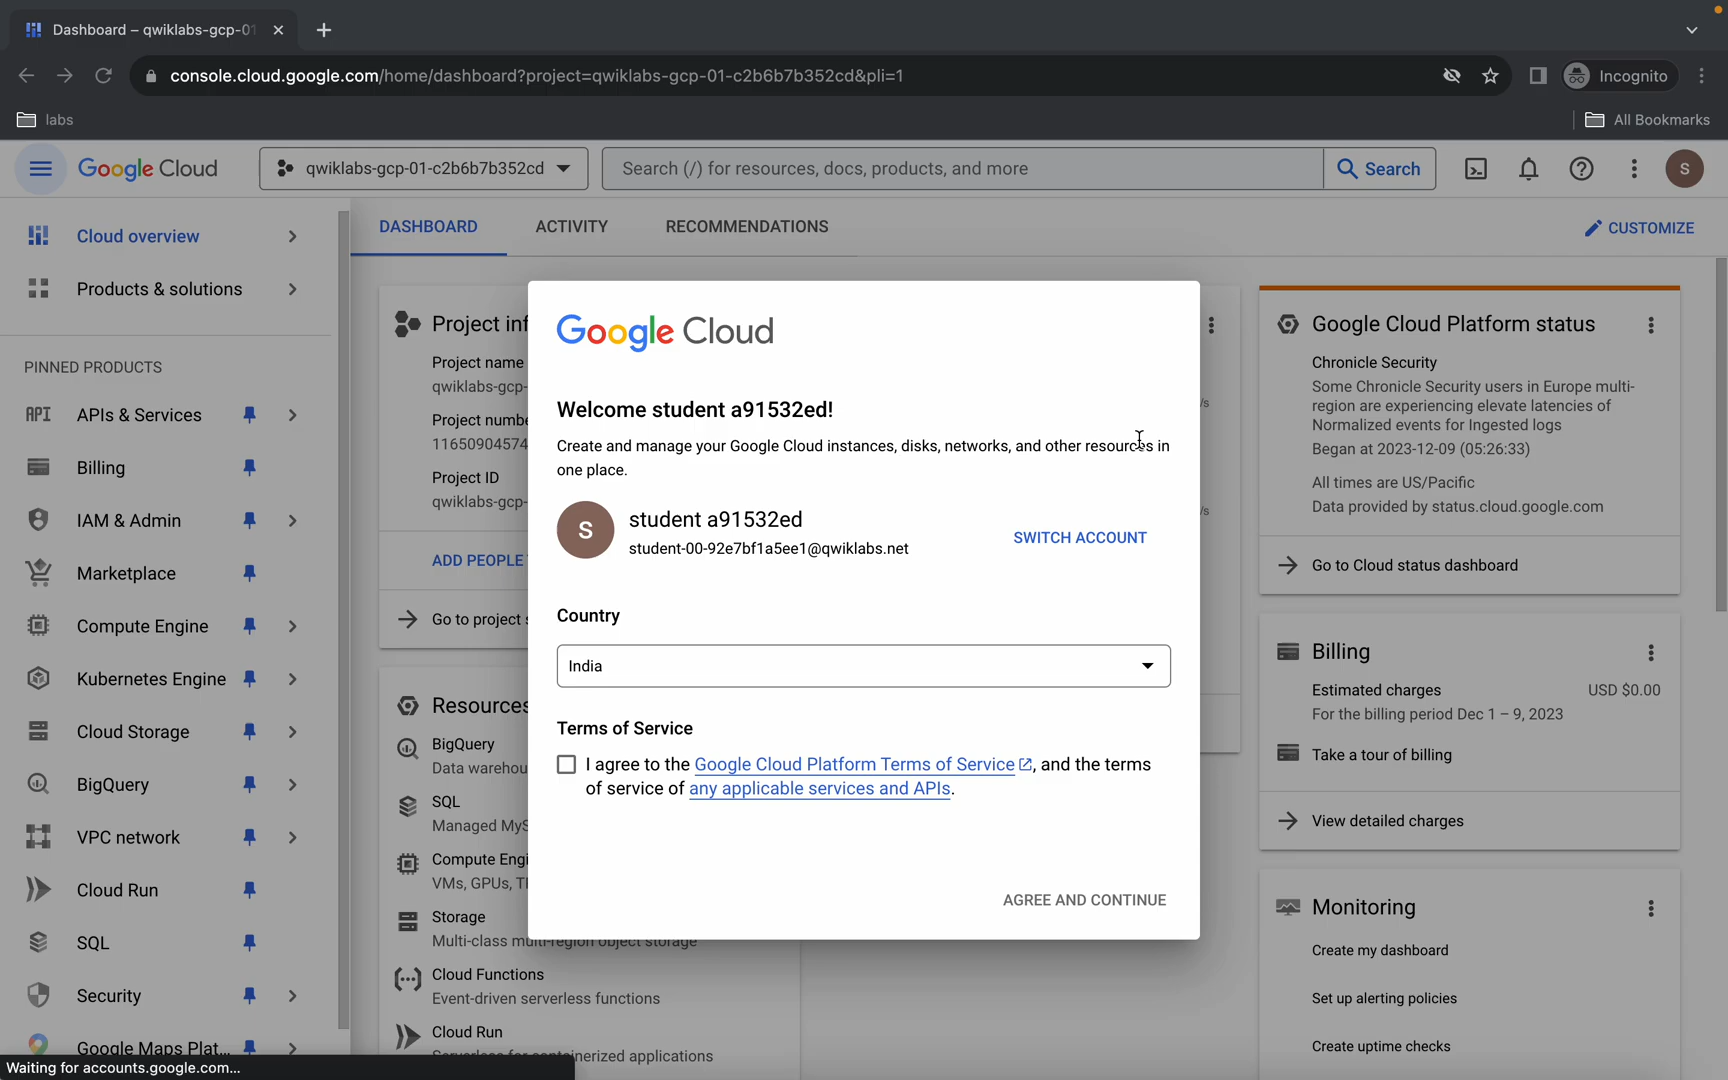 Dashboard – qwiklabs-gcp-01
console.cloud.google.com/home/dashboard?project=qwiklabs-gcp-01-c2b6b7b352cd&pli=1
Incognito
labs
All Bookmarks
Google Cloud
qwiklabs-gcp-01-c2b6b7b352cd
Search (/) for resources, docs, products, and more
Search
S
Cloud overview
Products & solutions
PINNED PRODUCTS
API
APIs & Services
Billing
IAM & Admin
Marketplace
Compute Engine
Kubernetes Engine
Cloud Storage
BigQuery
VPC network
Cloud Run
SQL
Security
Google Maps Plat...
Waiting for accounts.google.com...
DASHBOARD
ACTIVITY
RECOMMENDATIONS
CUSTOMIZE
Project inf
Project name
qwiklabs-gcp-
Project numbe
11650904574
Project ID
qwiklabs-gcp-
ADD PEOPLE
Go to project s
Resources
BigQuery
Data warehou
SQL
Managed MyS
Compute Engi
VMs, GPUs, T
Storage
Multi-class multi-region object storage
Cloud Functions
Event-driven serverless functions
Cloud Run
Serverless for containerized applications
Google Cloud
Welcome student a91532ed!
Create and manage your Google Cloud instances, disks, networks, and other resources in
one place.
S
student a91532ed
student-00-92e7bf1a5ee1@qwiklabs.net
SWITCH ACCOUNT
Country
India
Terms of Service
I agree to the Google Cloud Platform Terms of Service, and the terms
of service of any applicable services and APIs.
AGREE AND CONTINUE
/s
/s
Google Cloud Platform status
Chronicle Security
Some Chronicle Security users in Europe multi-
region are experiencing elevate latencies of
Normalized events for Ingested logs
Began at 2023-12-09 (05:26:33)
All times are US/Pacific
Data provided by status.cloud.google.com
Go to Cloud status dashboard
Billing
Estimated charges USD $0.00
For the billing period Dec 1 – 9, 2023
Take a tour of billing
View detailed charges
Monitoring
Create my dashboard
Set up alerting policies
Create uptime checks